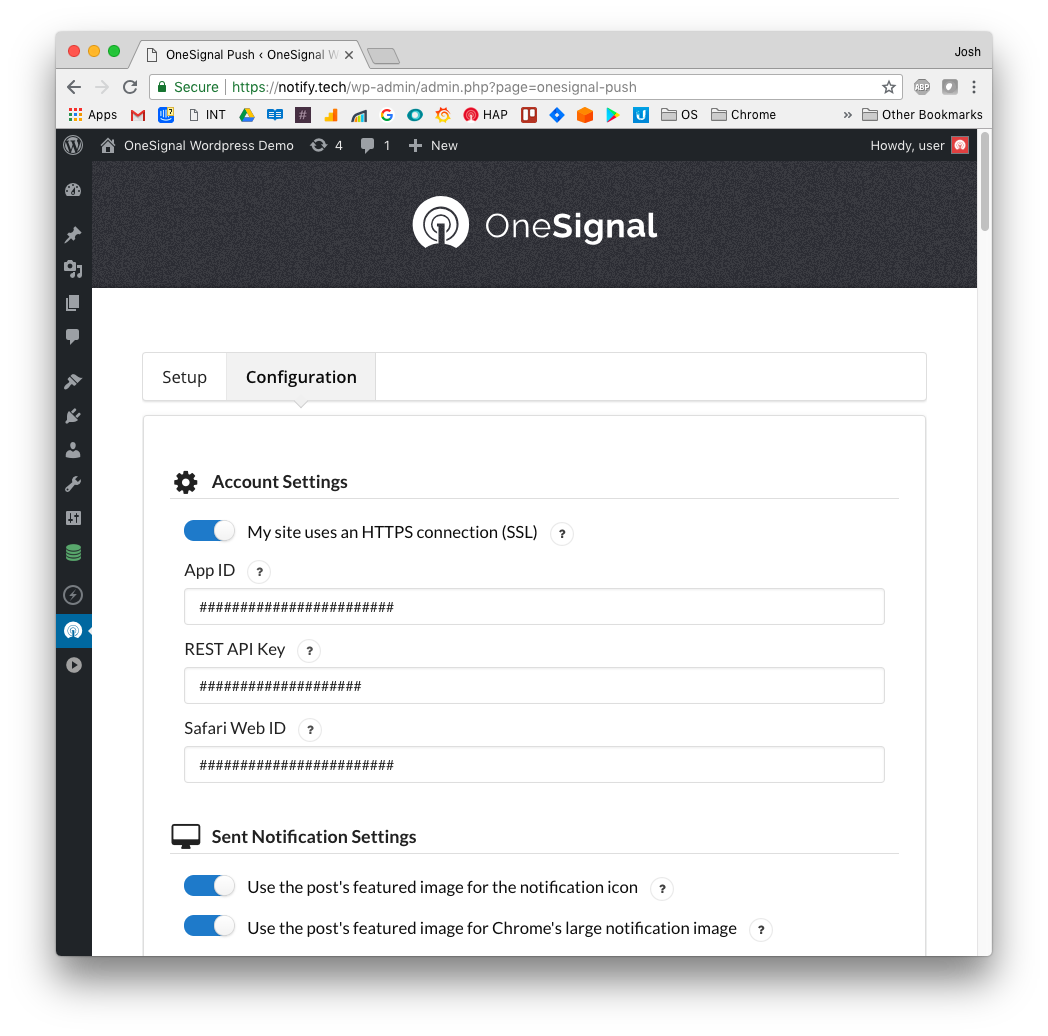 OneSignal Push ‹ OneSignal W
Josh
Secure https://notify.tech/wp-admin/admin.php?page=onesignal-push ABP
Apps INT # G HAP OS Chrome » Other Bookmarks
OneSignal Wordpress Demo 4 1 New Howdy, user
OneSignal
Setup Configuration
Account Settings
My site uses an HTTPS connection (SSL) ?
App ID ?
########################
REST API Key ?
####################
Safari Web ID ?
########################
Sent Notification Settings
Use the post's featured image for the notification icon ?
Use the post's featured image for Chrome's large notification image ?